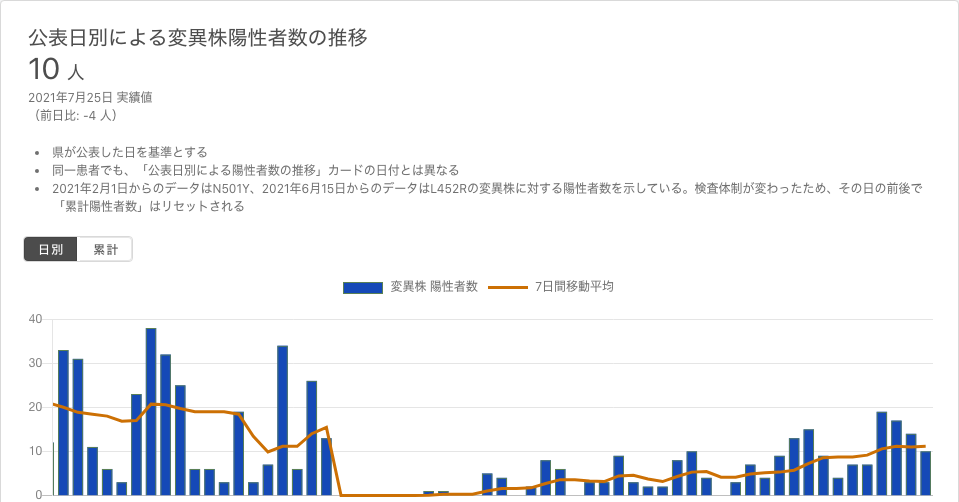 公表日別による変異株陽性者数の推移
10 人
2021年7月25日 実績値
（前日比: -4 人）
• 県が公表した日を基準とする
• 同一患者でも、「公表日別による陽性者数の推移」カードの日付とは異なる
• 2021年2月1日からのデータはN501Y、2021年6月15日からのデータはL452Rの変異株に対する陽性者数を示している。検査体制が変わったため、その日の前後で
「累計陽性者数」はリセットされる
日別 累計
変異株 陽性者数 7日間移動平均
40
30
20
10
0